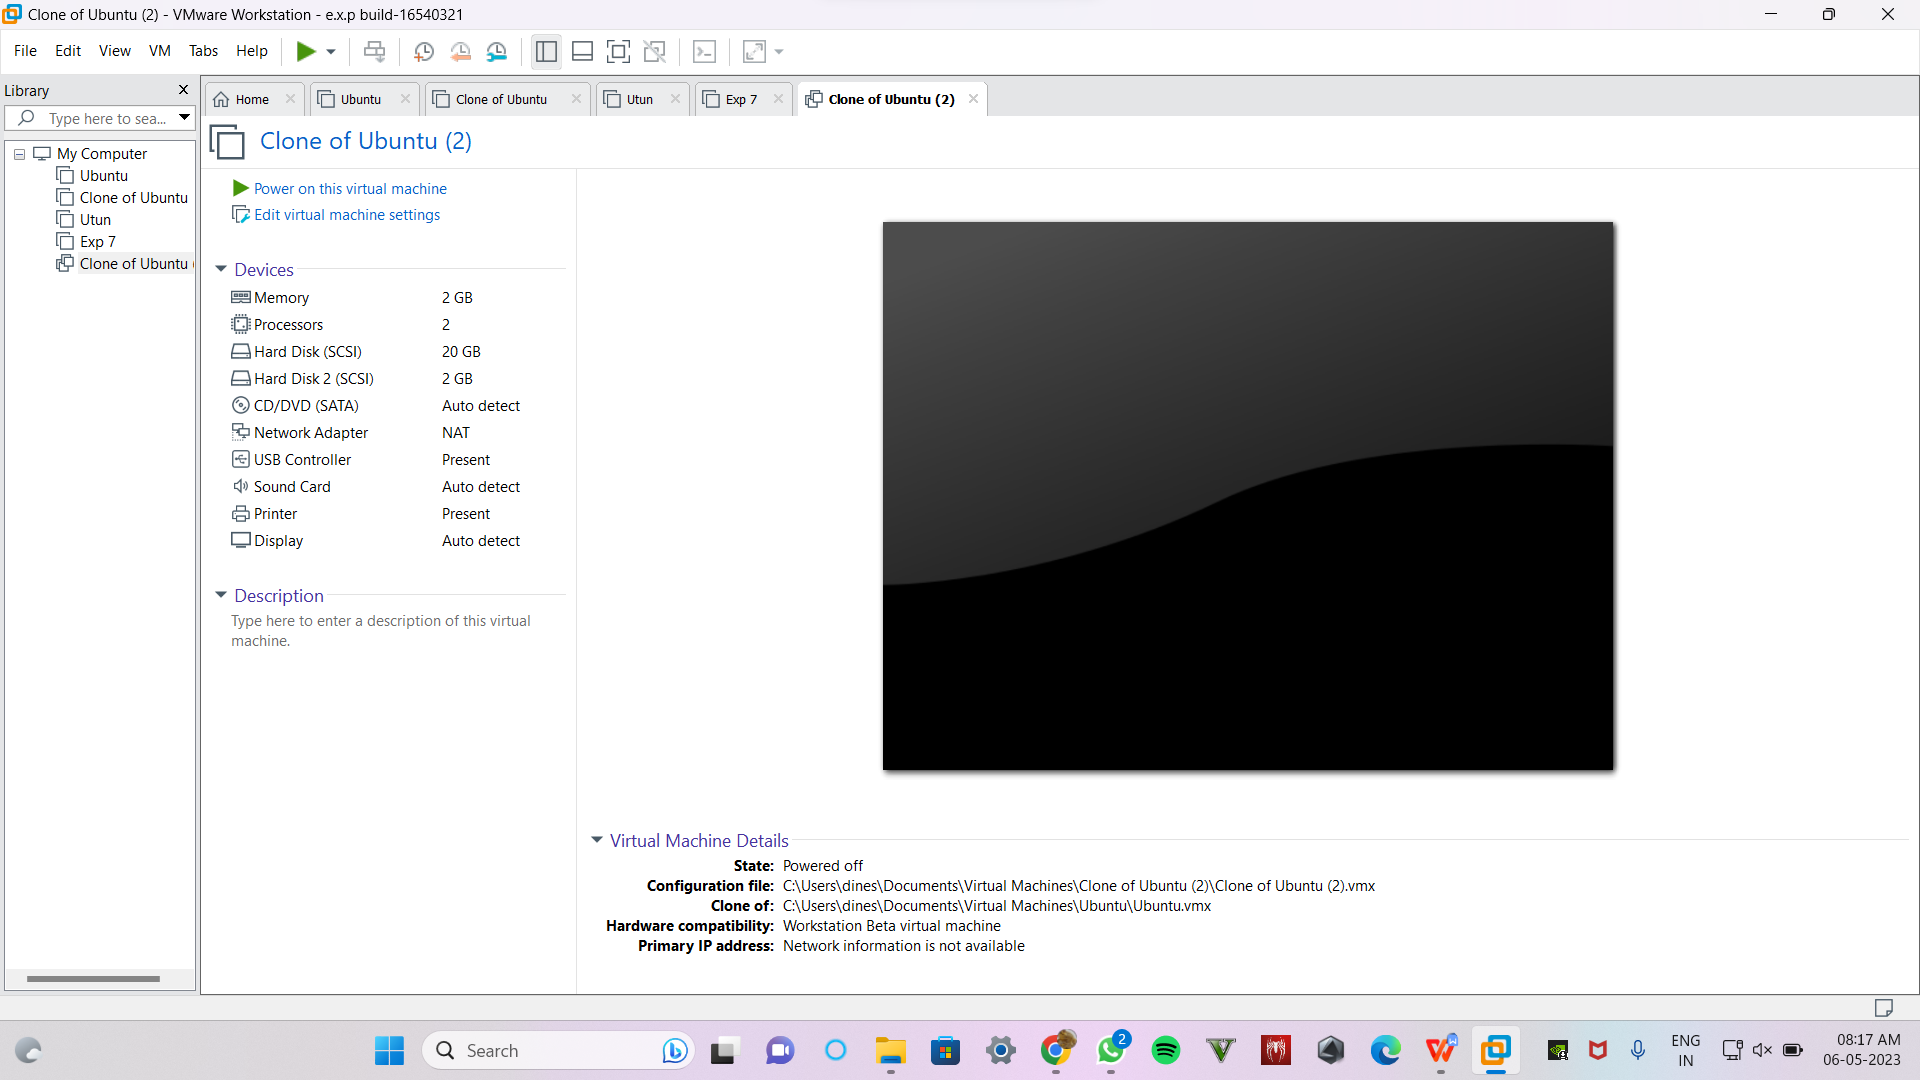 Clone of Ubuntu (2) - VMware Workstation - e.x.p build-16540321
File Edit View VM Tabs Help
Library
Type here to sea...
Home
Ubuntu
Clone of Ubuntu
Utun
Exp 7
Clone of Ubuntu (2)
My Computer
Ubuntu
Clone of Ubuntu
Utun
Exp 7
Clone of Ubuntu (
Clone of Ubuntu (2)
Power on this virtual machine
Edit virtual machine settings
Devices
Memory 2 GB
Processors 2
Hard Disk (SCSI) 20 GB
Hard Disk 2 (SCSI) 2 GB
CD/DVD (SATA) Auto detect
Network Adapter NAT
USB Controller Present
Sound Card Auto detect
Printer Present
Display Auto detect
Description
Type here to enter a description of this virtual
machine.
Virtual Machine Details
State: Powered off
Configuration file: C:\Users\dines\Documents\Virtual Machines\Clone of Ubuntu (2)\Clone of Ubuntu (2).vmx
Clone of: C:\Users\dines\Documents\Virtual Machines\Ubuntu\Ubuntu.vmx
Hardware compatibility: Workstation Beta virtual machine
Primary IP address: Network information is not available
Search
2
ENG
IN
08:17 AM
06-05-2023